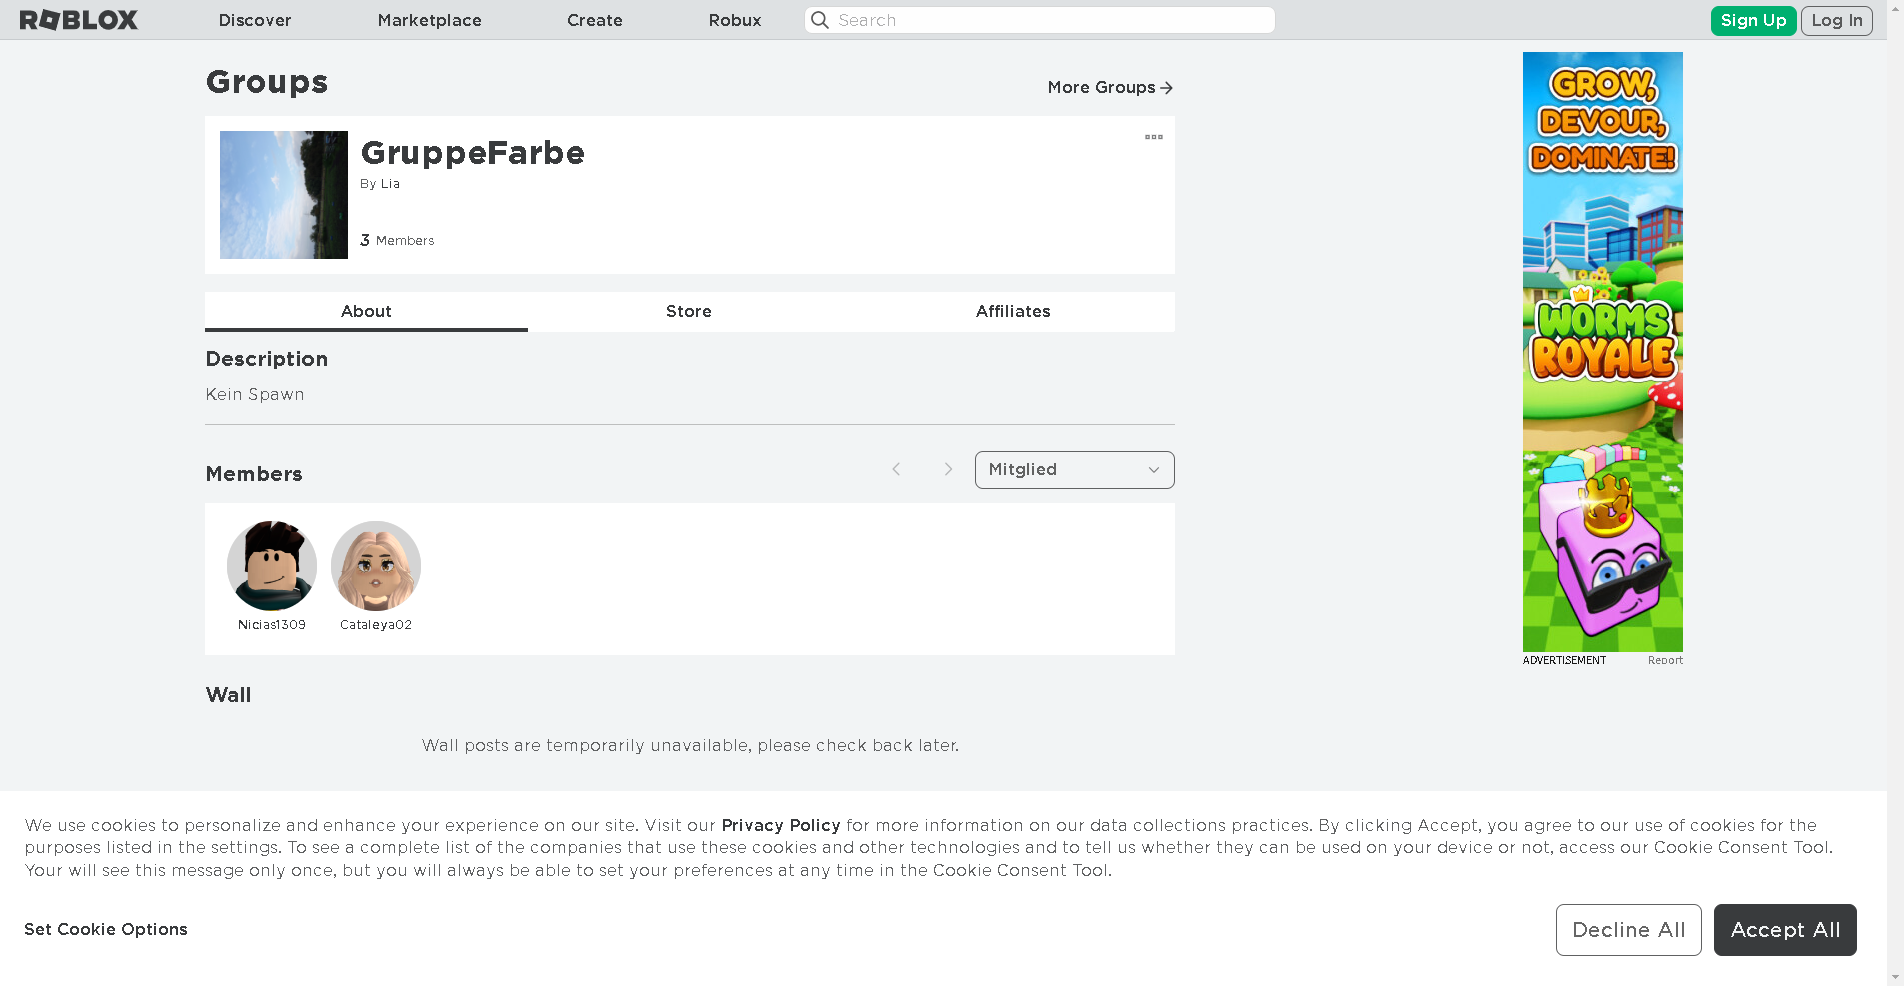 ROBLOX
Discover
Marketplace
Create
Robux
Search
Sign Up
Log In
Groups
More Groups
GruppeFarbe
By Lia
3 Members
About
Store
Affiliates
Description
Kein Spawn
Members
Mitglied
Nicias1309
Cataleya02
Wall
Wall posts are temporarily unavailable, please check back later.
GROW,
DEVOUR,
DOMINATE!
WORMS
ROYALE
ADVERTISEMENT
Report
We use cookies to personalize and enhance your experience on our site. Visit our Privacy Policy for more information on our data collections practices. By clicking Accept, you agree to our use of cookies for the
purposes listed in the settings. To see a complete list of the companies that use these cookies and other technologies and to tell us whether they can be used on your device or not, access our Cookie Consent Tool.
Your will see this message only once, but you will always be able to set your preferences at any time in the Cookie Consent Tool.
Set Cookie Options
Decline All
Accept All